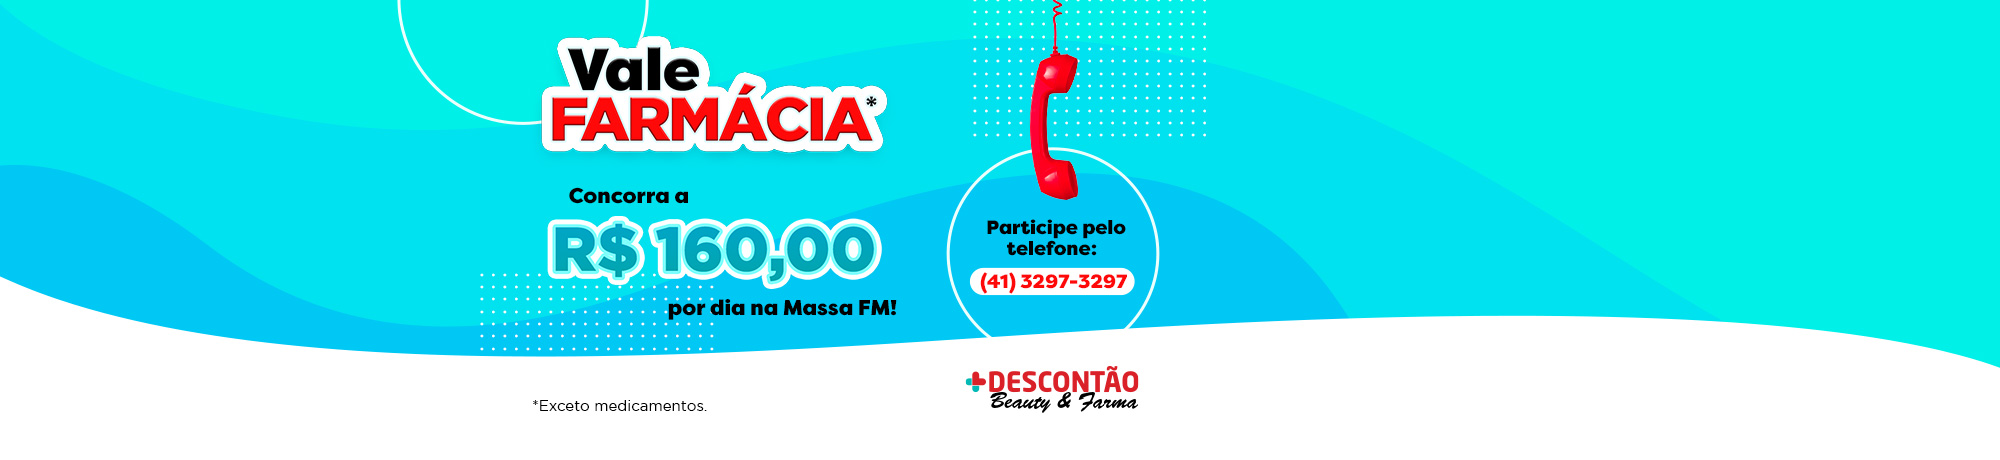 Vale
FARMÁCIA*
Concorra a
R$ 160,00
por dia na Massa FM!
*Exceto medicamentos.
Participe pelo
telefone:
(41) 3297-3297
DESCONTÃO
Beauty & Farma